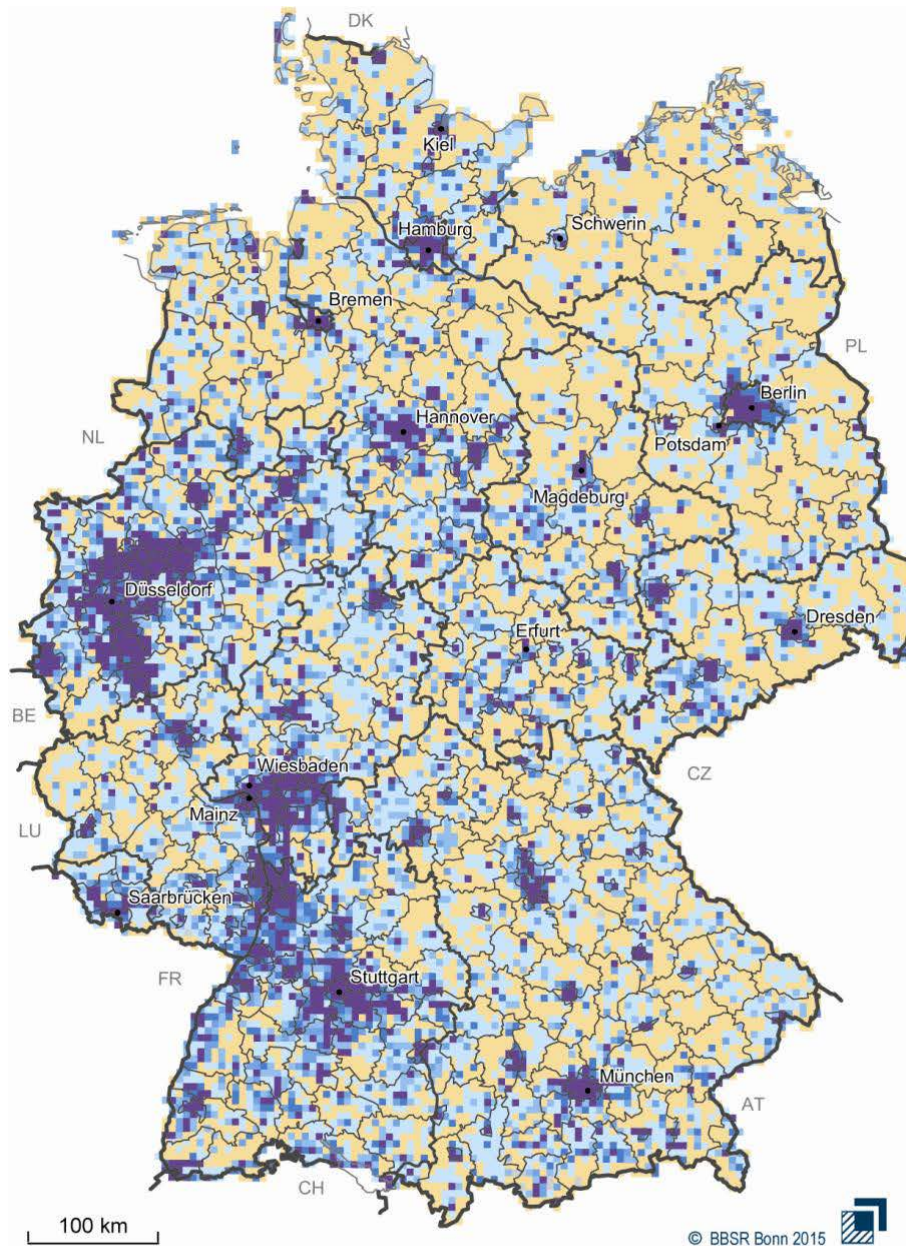 DK
Kiel
Hamburg
Schwerin
Bremen
PL
Berlin
Hannover
NL
Potsdam
Magdeburg
Düsseldorf
Dresden
Erfurt
BE
Wiesbaden
CZ
Mainz
LU
Saarbrücken
FR
Stuttgart
München
AT
CH
100 km
© BBSR Bonn 2015